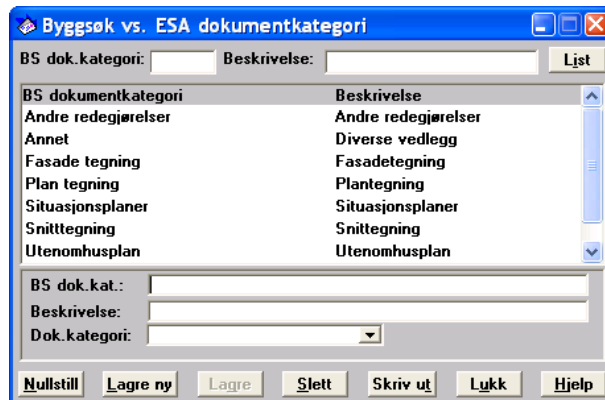 Byggsøk vs. ESA dokumentkategori
BS dok.kategori: Beskrivelse: List
BS dokumentkategori Beskrivelse
Andre redegjørelser Andre redegjørelser
Annet Diverse vedlegg
Fasade tegning Fasadetegning
Plan tegning Plantegning
Situasjonsplaner Situasjonsplaner
Snitttegning Snittegning
Utenomhusplan Utenomhusplan
BS dok.kat.:
Beskrivelse:
Dok.kategori:
Nullstill Lagre ny Lagre Slett Skriv ut Lukk Hjelp